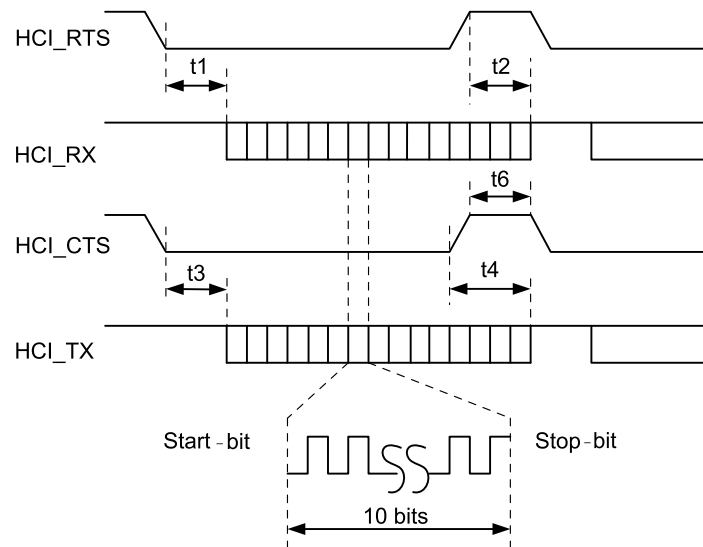 HCI_RTS
t1
t2
HCI_RX
t6
HCI_CTS
t3
t4
HCI_TX
Start-bit
Stop-bit
10 bits